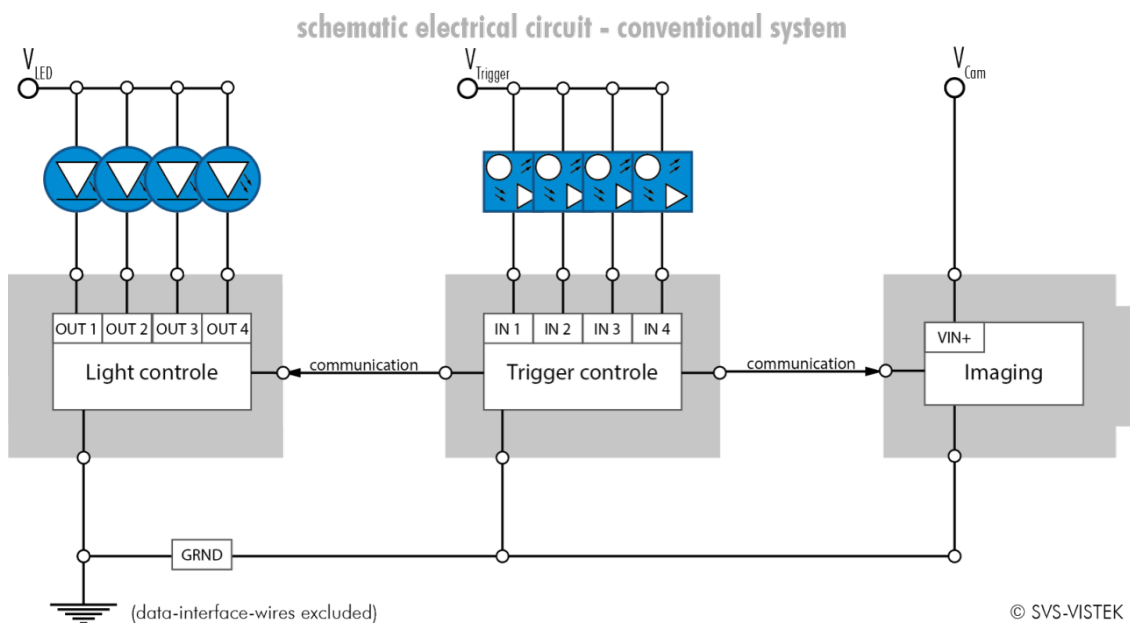 schematic electrical circuit - conventional system
V LED
V Trigger
V Cam
OUT 1 OUT 2 OUT 3 OUT 4
IN 1 IN 2 IN 3 IN 4
VIN+
Light controle
communication
Trigger controle
communication
Imaging
GRND
(data-interface-wires excluded)
© SVS-VISTEK